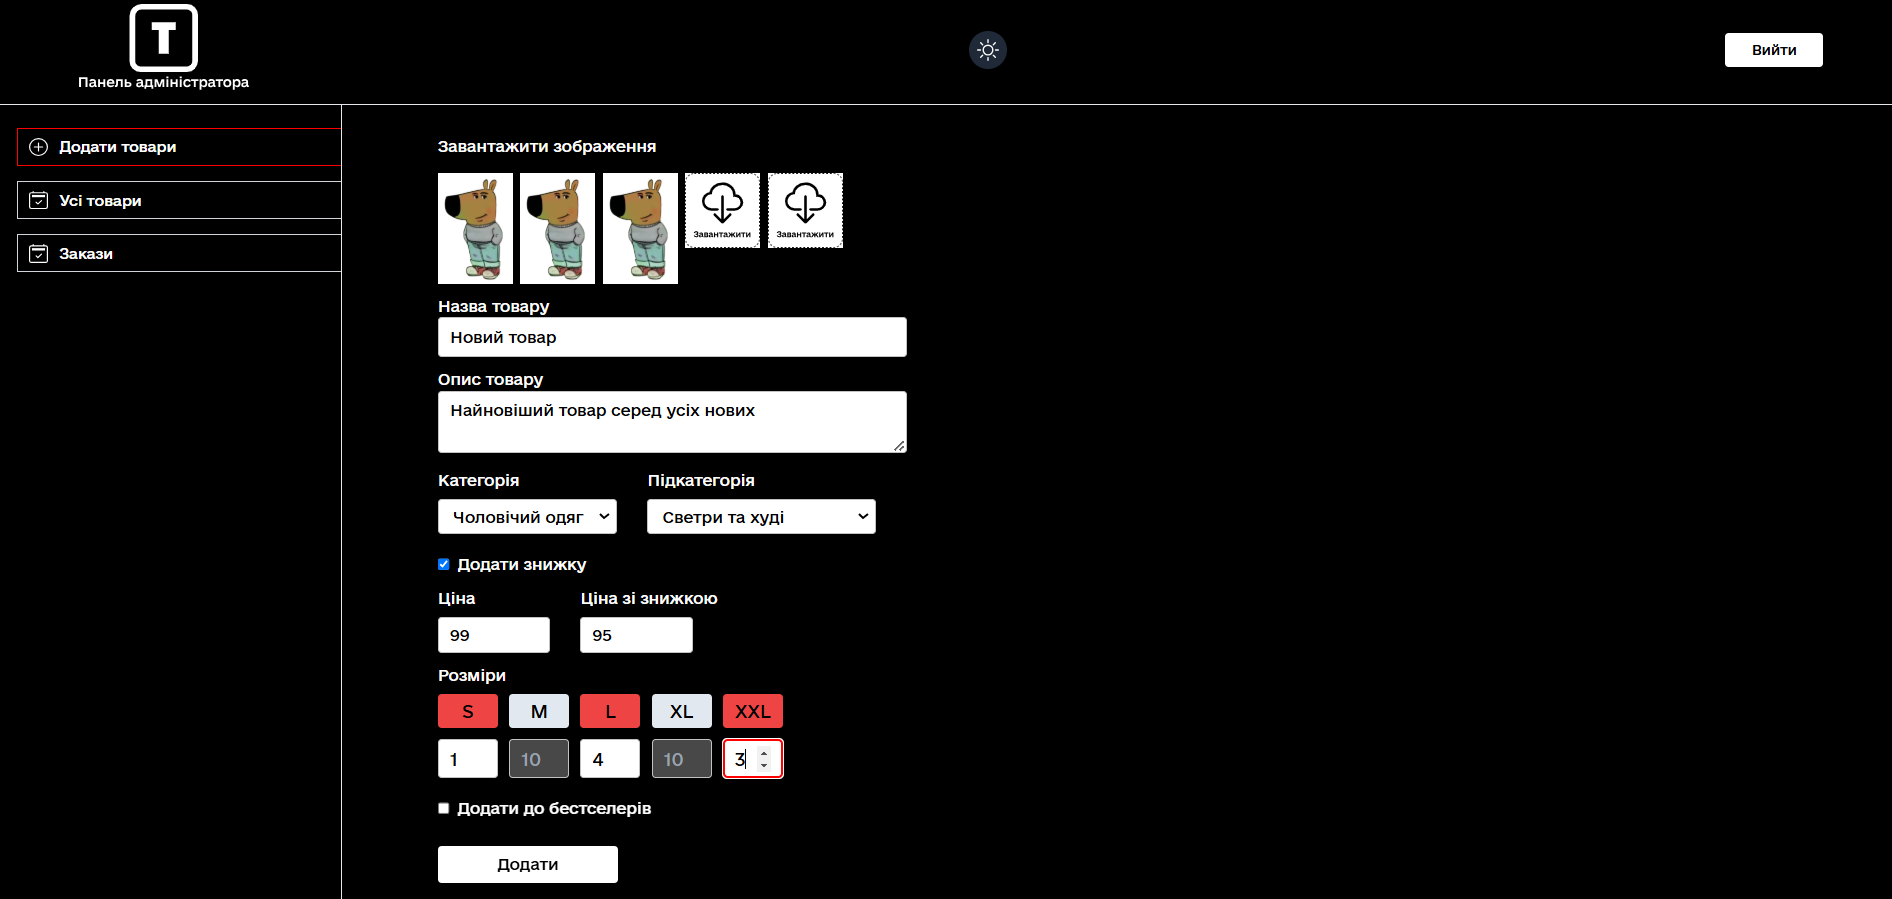 T
Панель адміністратора
Вийти
Додати товари
Усі товари
Закази
Завантажити зображення
Завантажити
Завантажити
Назва товару
Новий товар
Опис товару
Найновіший товар серед усіх нових
Категорія Підкатегорія
Чоловічий одяг Светри та худі
Додати знижку
Ціна Ціна зі знижкою
99 95
Розміри
S M L XL XXL
1 10 4 10 3
Додати до бестселерів
Додати